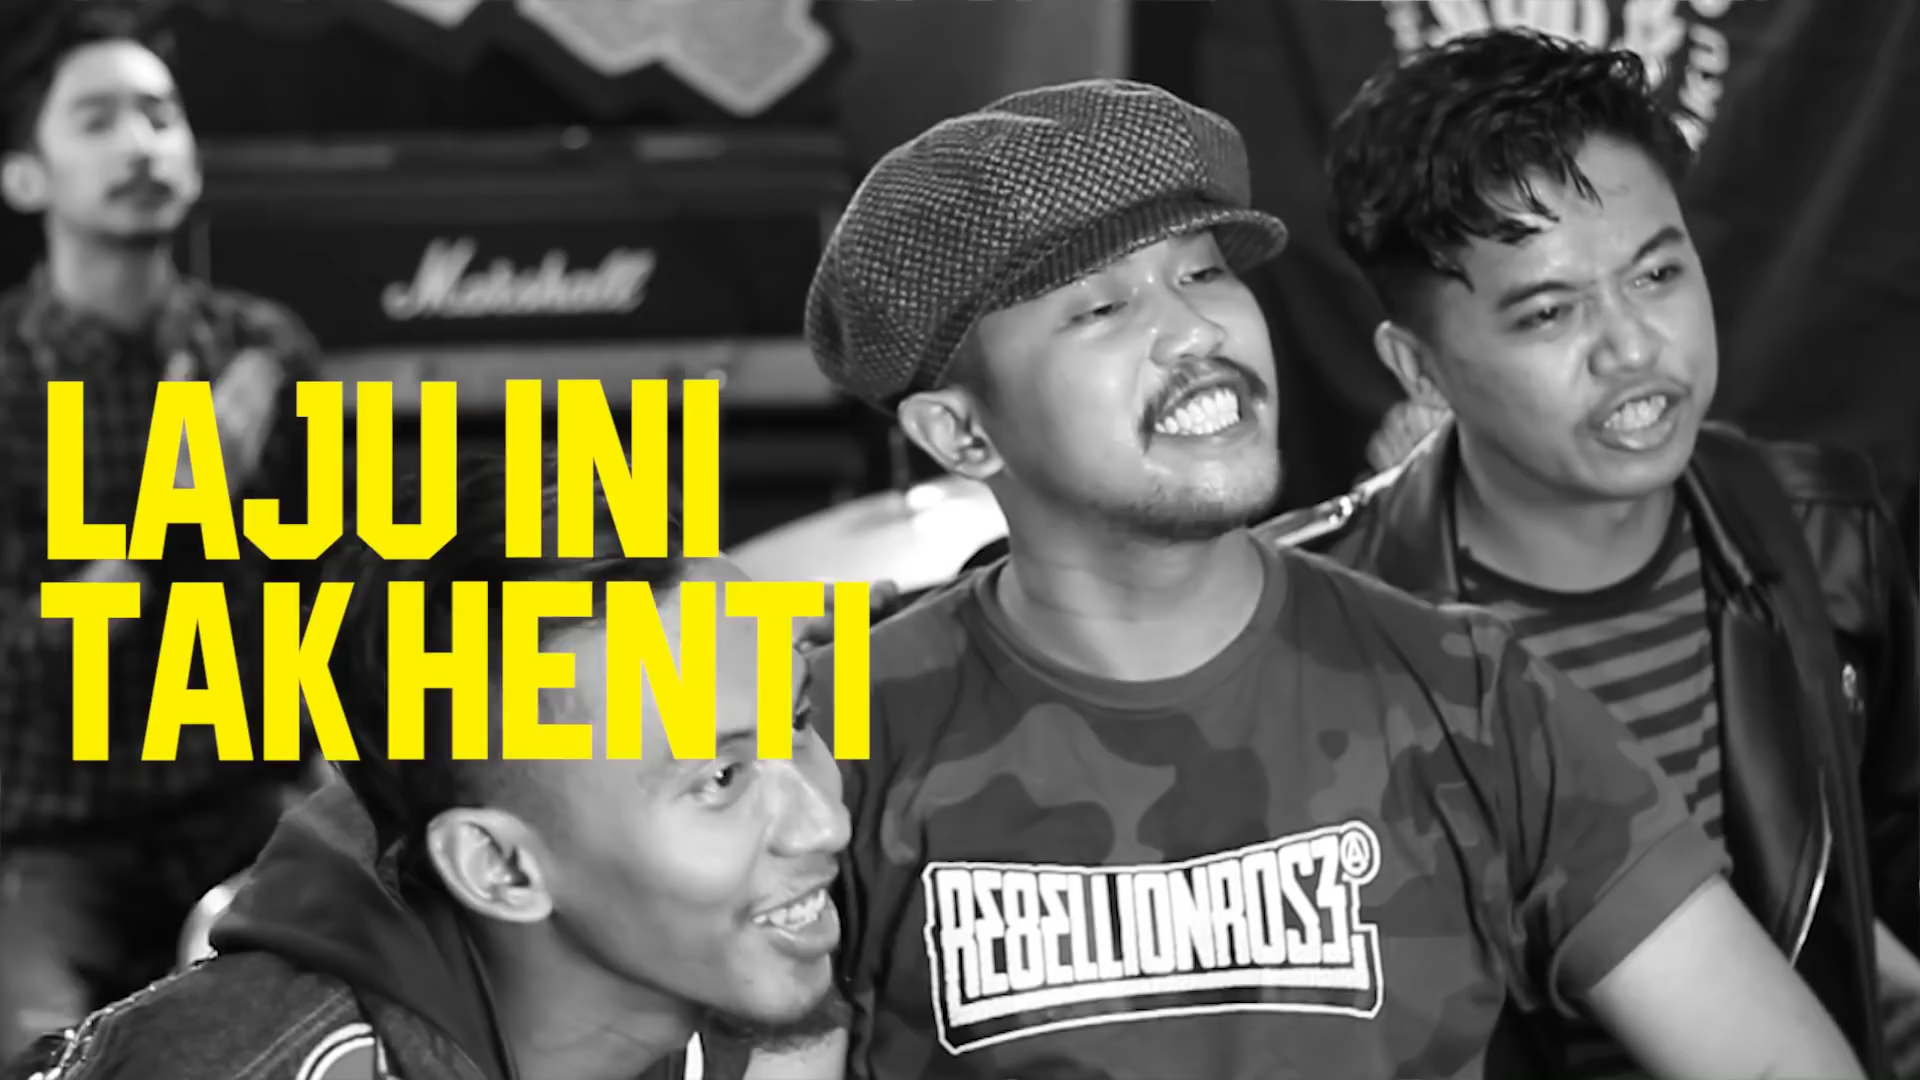 Marshall
LAJU INI
TAK HENTI
REBELLIONROS3
A